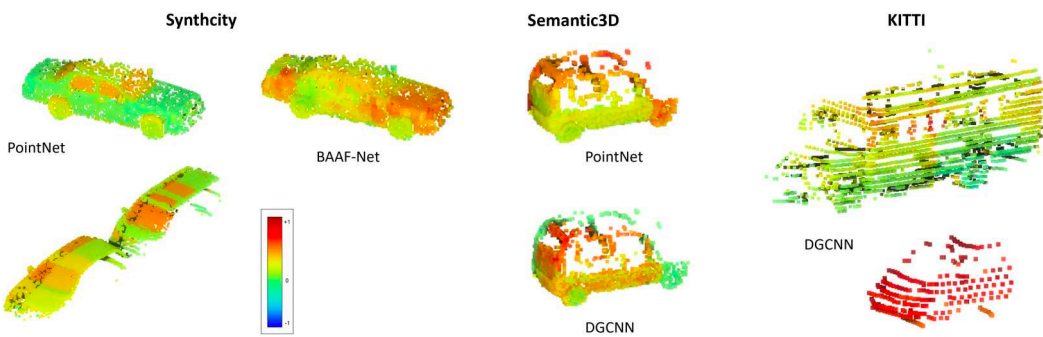 Synthcity
Semantic3D
KITTI
PointNet
BAAF-Net
PointNet
DGCNN
+1
0
-1
DGCNN